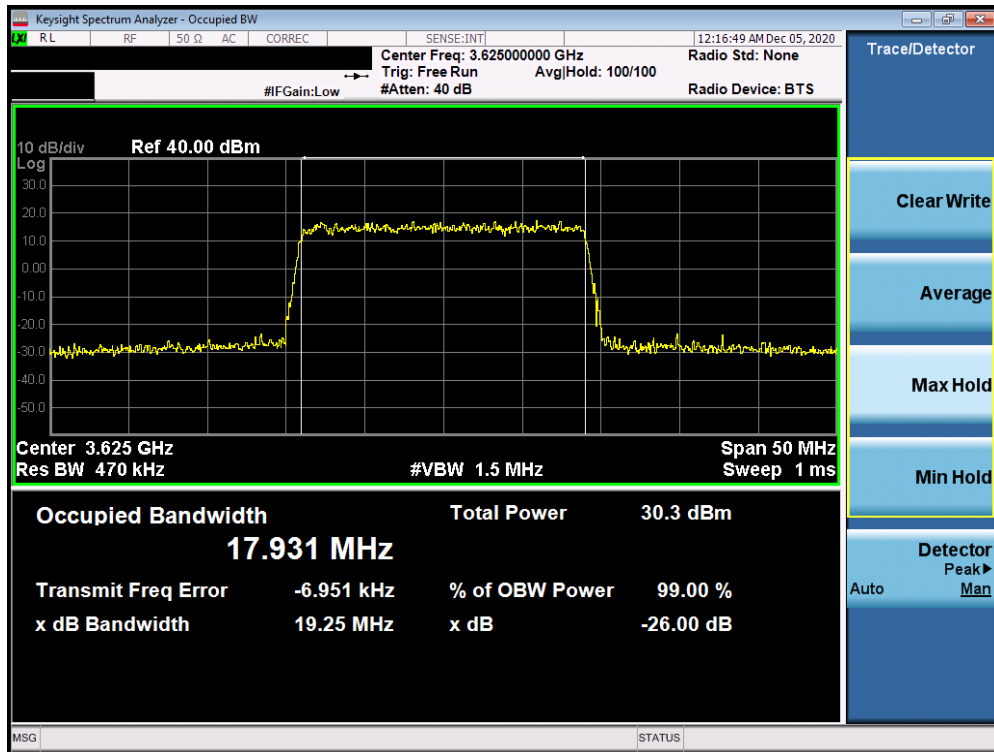 Keysight Spectrum Analyzer - Occupied BW
LXI RL RF 50 Ω AC CORREC SENSE:INT 12:16:49 AM Dec 05, 2020
Center Freq: 3.625000000 GHz Radio Std: None
Trig: Free Run Avg|Hold: 100/100
#IFGain:Low #Atten: 40 dB Radio Device: BTS
10 dB/div Ref 40.00 dBm
Log
30.0
20.0
10.0
0.00
-10.0
-20.0
-30.0
-40.0
-50.0
Center 3.625 GHz Span 50 MHz
Res BW 470 kHz #VBW 1.5 MHz Sweep 1 ms
Occupied Bandwidth Total Power 30.3 dBm
17.931 MHz
Transmit Freq Error -6.951 kHz % of OBW Power 99.00 %
x dB Bandwidth 19.25 MHz x dB -26.00 dB
Trace/Detector
Clear Write
Average
Max Hold
Min Hold
Detector
Peak▶
Auto Man
MSG STATUS